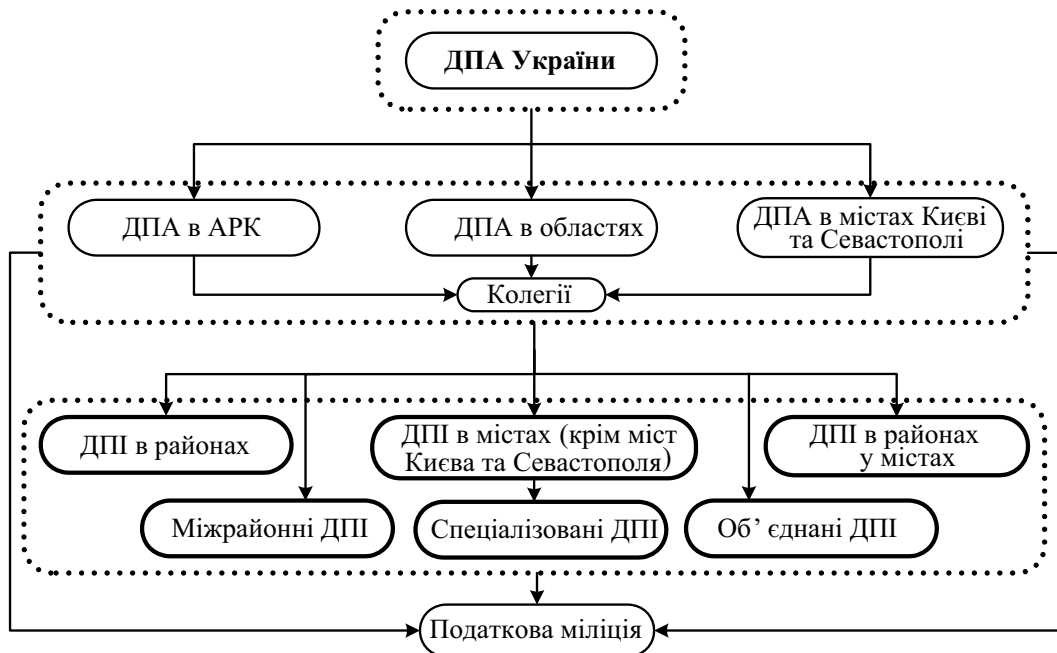 ДПА України
ДПА в АРК
ДПА в областях
ДПА в містах Києві
та Севастополі
Колегії
ДПІ в районах
ДПІ в містах (крім міст
Києва та Севастополя)
ДПІ в районах
у містах
Міжрайонні ДПІ
Спеціалізовані ДПІ
Об’ єднані ДПІ
Податкова міліція